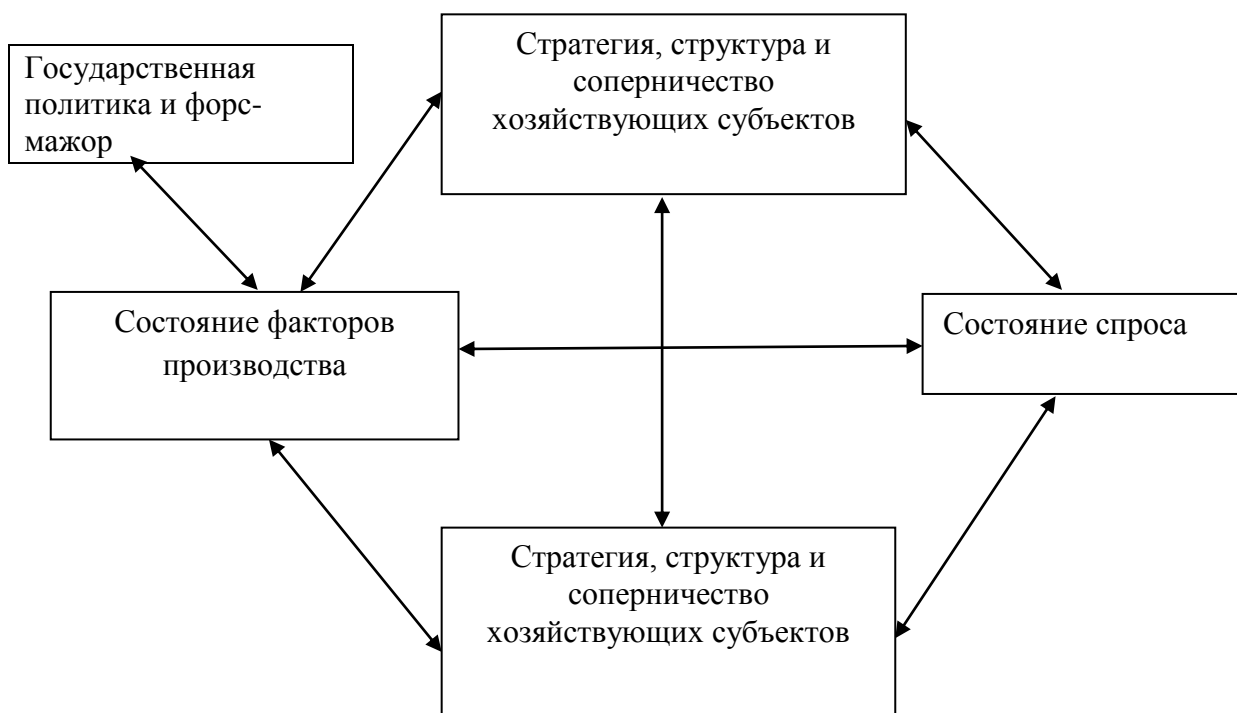 Стратегия, структура и
соперничество
хозяйствующих субъектов
Государственная
политика и форс-
мажор
Состояние факторов
производства
Состояние спроса
Стратегия, структура и
соперничество
хозяйствующих субъектов